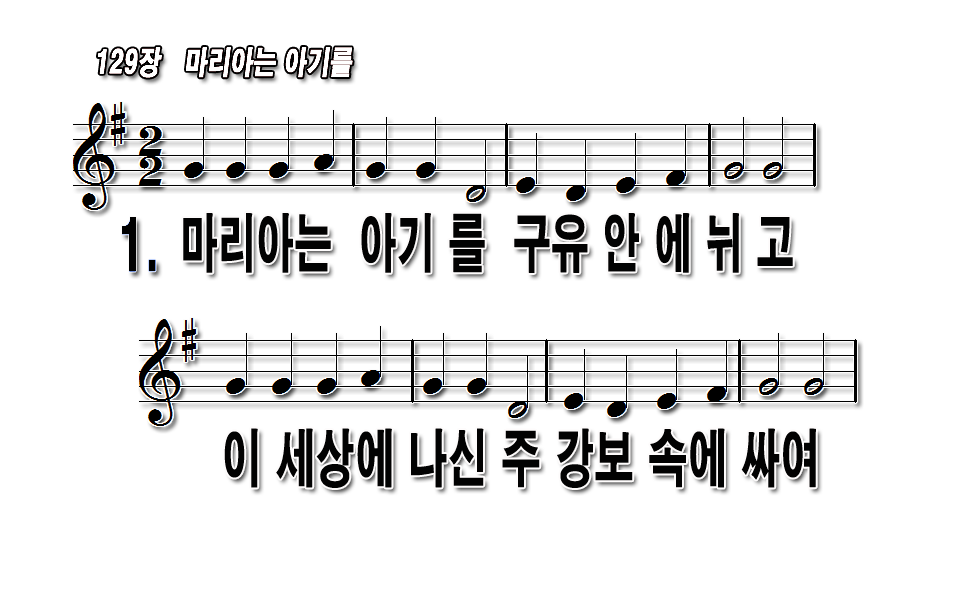 129장 마리아는 아기를
2
2
1. 마리아는 아기 를 구유 안 에 뉘 고
이 세상에 나신 주 강보 속에 싸여